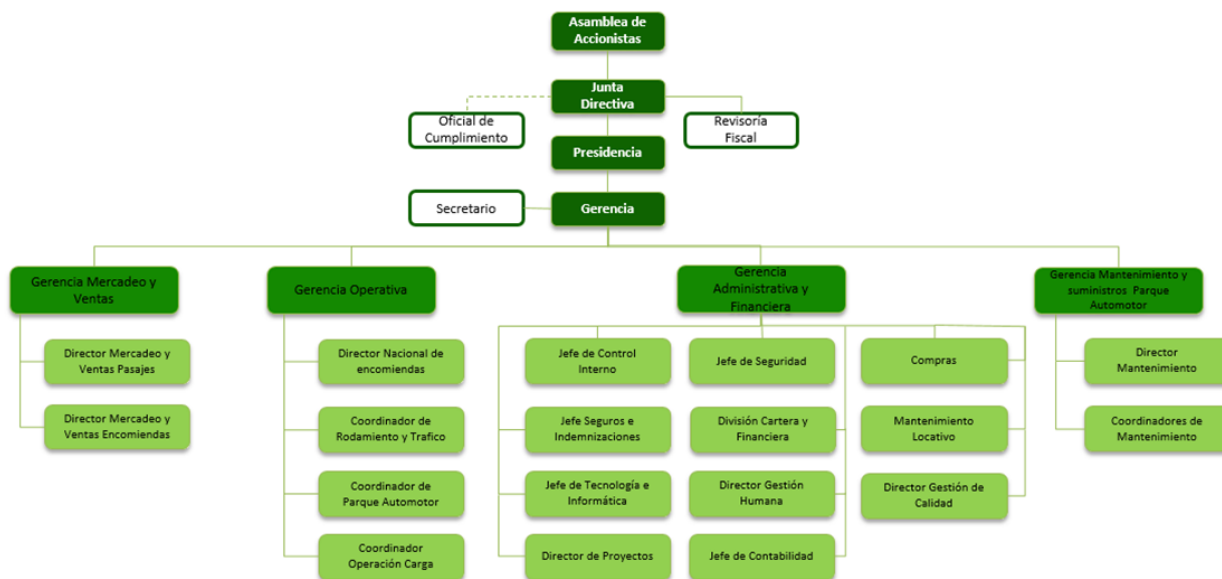 Asamblea de
Accionistas
Junta
Directiva
Oficial de
Cumplimiento
Revisoría
Fiscal
Presidencia
Secretario
Gerencia
Gerencia Mercadeo y
Ventas
Gerencia Operativa
Gerencia
Administrativa y
Financiera
Gerencia Mantenimiento y
suministros Parque
Automotor
Director Mercadeo y
Ventas Pasajes
Director Mercadeo y
Ventas Encomiendas
Director Nacional de
encomiendas
Coordinador de
Rodamiento y Trafico
Coordinador de
Parque Automotor
Coordinador
Operación Carga
Jefe de Control
Interno
Jefe Seguros e
Indemnizaciones
Jefe de Tecnología e
Informática
Director de Proyectos
Jefe de Seguridad
División Cartera y
Financiera
Director Gestión
Humana
Jefe de Contabilidad
Compras
Mantenimiento
Locativo
Director Gestión de
Calidad
Director
Mantenimiento
Coordinadores de
Mantenimiento